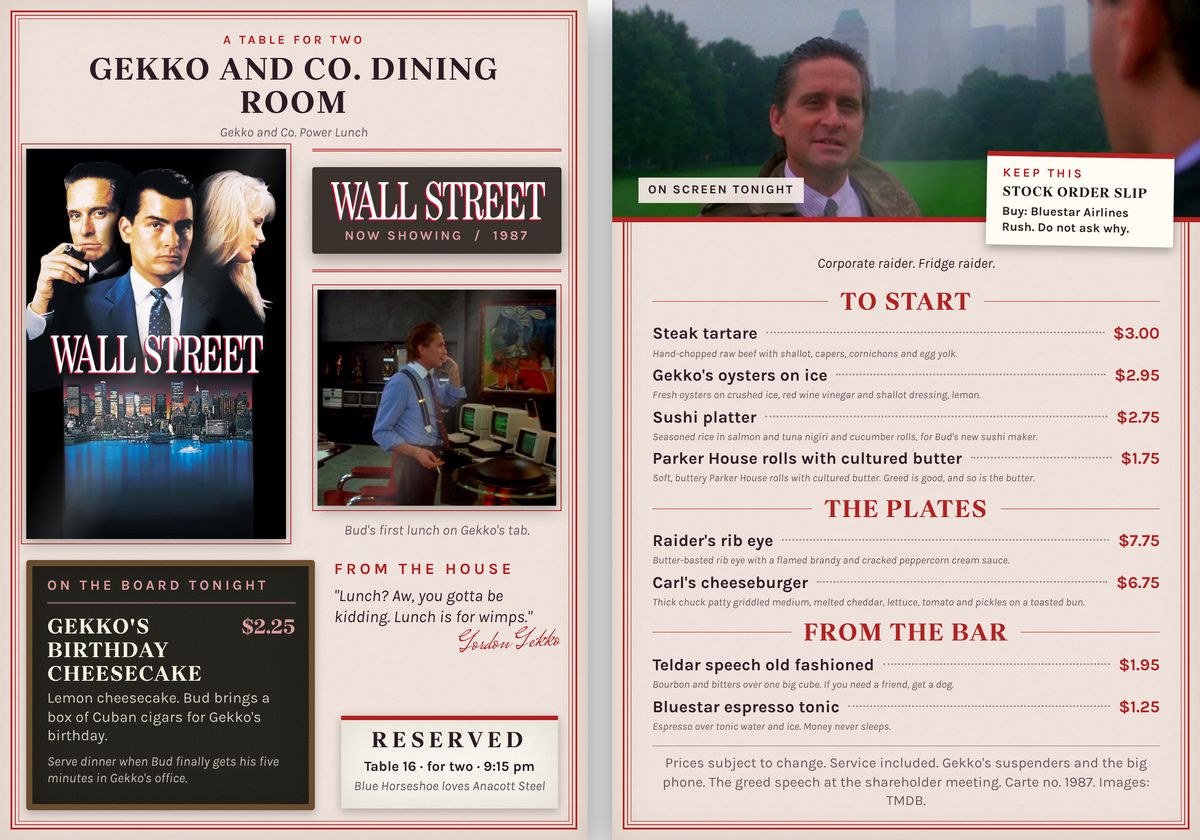 A TABLE FOR TWO
GEKKO AND CO. DINING
ROOM
Gekko and Co. Power Lunch
WALL STREET
WALL STREET
NOW SHOWING / 1987
Bud's first lunch on Gekko's tab.
ON THE BOARD TONIGHT
GEKKO'S BIRTHDAY CHEESECAKE $2.25
Lemon cheesecake. Bud brings a
box of Cuban cigars for Gekko's
birthday.
Serve dinner when Bud finally gets his five
minutes in Gekko's office.
FROM THE HOUSE
"Lunch? Aw, you gotta be
kidding. Lunch is for wimps."
Gordon Gekko
RESERVED
Table 16 · for two · 9:15 pm
Blue Horseshoe loves Anacott Steel
ON SCREEN TONIGHT
KEEP THIS
STOCK ORDER SLIP
Buy: Bluestar Airlines
Rush. Do not ask why.
Corporate raider. Fridge raider.
TO START
Steak tartare $3.00
Hand-chopped raw beef with shallot, capers, cornichons and egg yolk.
Gekko's oysters on ice $2.95
Fresh oysters on crushed ice, red wine vinegar and shallot dressing, lemon.
Sushi platter $2.75
Seasoned rice in salmon and tuna nigiri and cucumber rolls, for Bud's new sushi maker.
Parker House rolls with cultured butter $1.75
Soft, buttery Parker House rolls with cultured butter. Greed is good, and so is the butter.
THE PLATES
Raider's rib eye $7.75
Butter-basted rib eye with a flamed brandy and cracked peppercorn cream sauce.
Carl's cheeseburger $6.75
Thick chuck patty griddled medium, melted cheddar, lettuce, tomato and pickles on a toasted bun.
FROM THE BAR
Teldar speech old fashioned $1.95
Bourbon and bitters over one big cube. If you need a friend, get a dog.
Bluestar espresso tonic $1.25
Espresso over tonic water and ice. Money never sleeps.
Prices subject to change. Service included. Gekko's suspenders and the big
phone. The greed speech at the shareholder meeting. Carte no. 1987. Images:
TMDB.